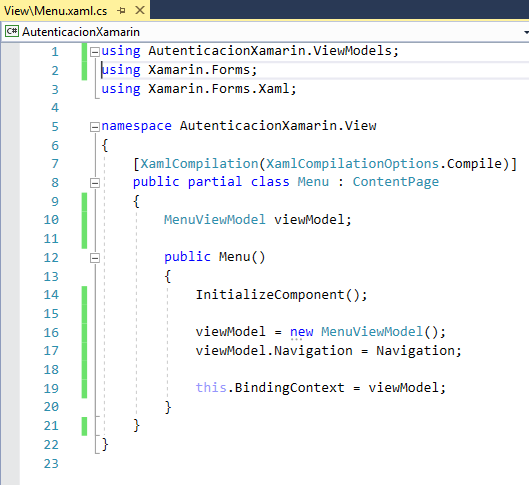 View\Menu.xaml.cs
C# AutenticacionXamarin
1 using AutenticacionXamarin.ViewModels;
2 using Xamarin.Forms;
3 using Xamarin.Forms.Xaml;
4
5 namespace AutenticacionXamarin.View
6 {
7 [XamlCompilation(XamlCompilationOptions.Compile)]
8 public partial class Menu : ContentPage
9 {
10 MenuViewModel viewModel;
11
12 public Menu()
13 {
14 InitializeComponent();
15
16 viewModel = new MenuViewModel();
17 viewModel.Navigation = Navigation;
18
19 this.BindingContext = viewModel;
20 }
21 }
22 }
23